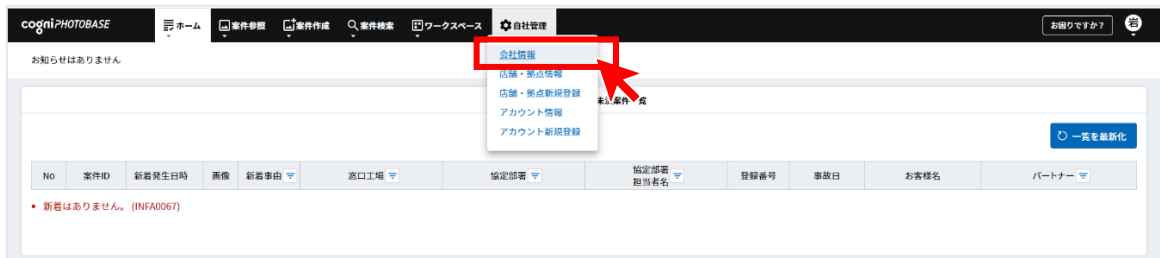 cogniPHOTOBASE ホーム 案件参照 案件作成 案件検索 ワークスペース 自社管理 お困りですか？ 岩
お知らせはありません
会社情報
店舗・拠点情報
店舗・拠点新規登録
アカウント情報
アカウント新規登録
一覧を最新化
No 案件ID 新着発生日時 画像 新着事由 窓口工場 協定部署 協定部署 担当者名 登録番号 事故日 お客様名 パートナー
• 新着はありません。 (INFA0067)